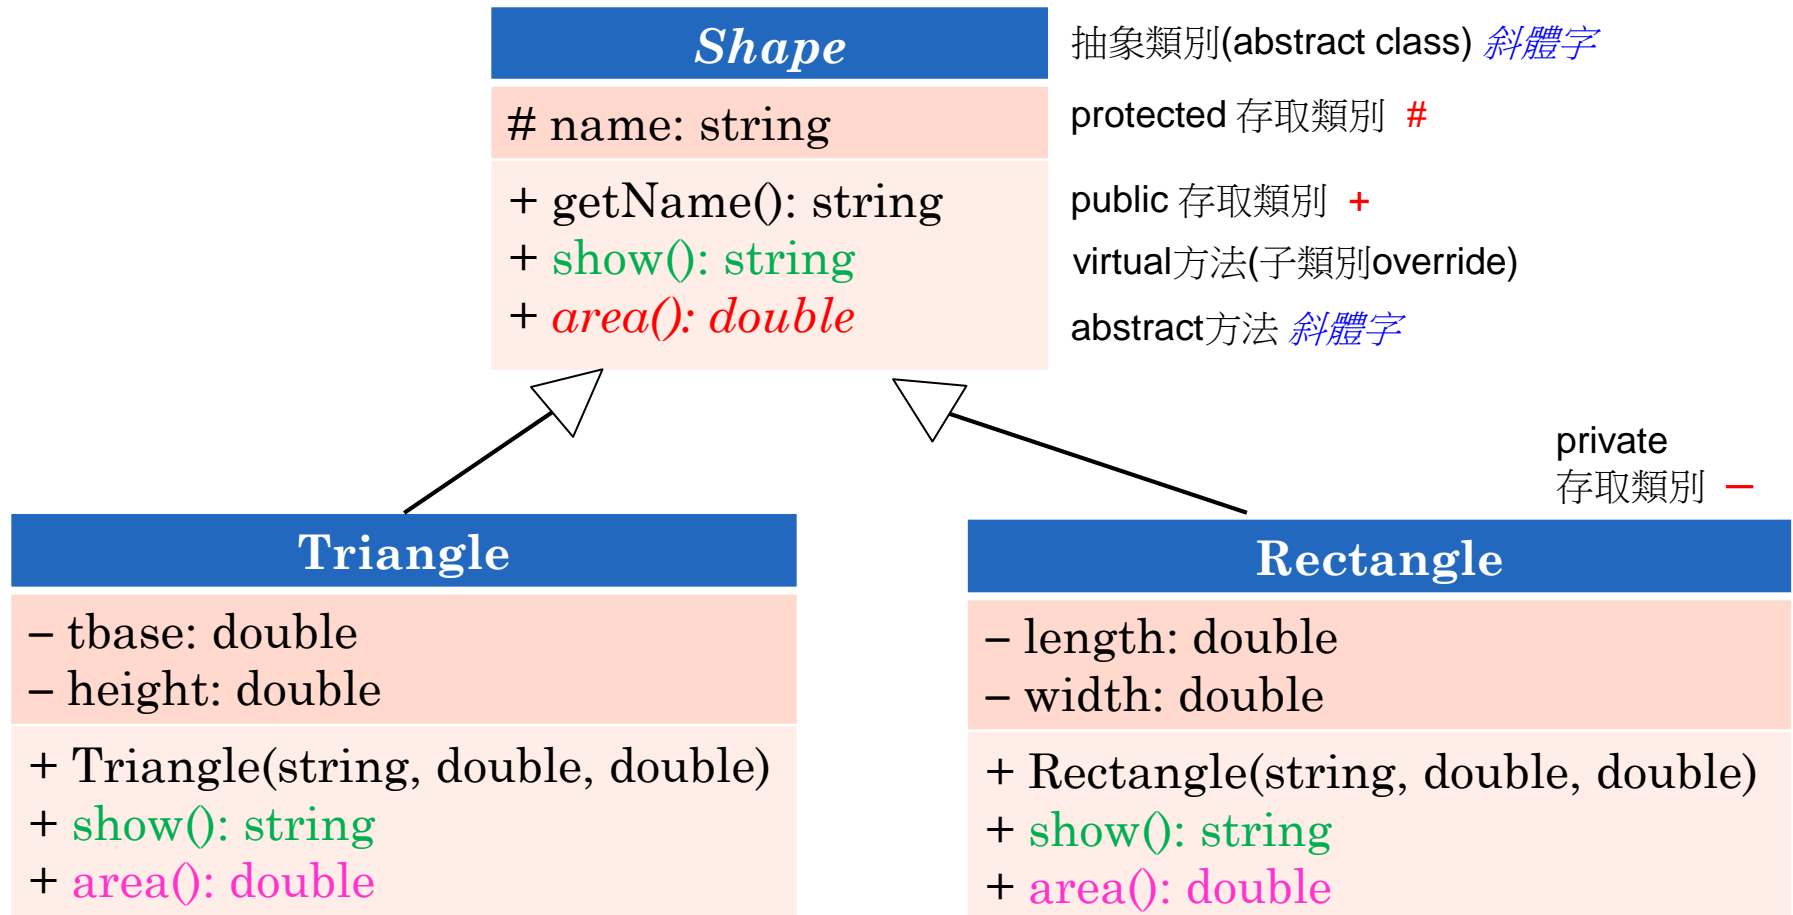 Shape
抽象類別(abstract class) 斜體字
# name: string
protected 存取類別 #
+ getName(): string
public 存取類別 +
+ show(): string
virtual方法(子類別override)
+ area(): double
abstract方法 斜體字
private
存取類別 －
Triangle
– tbase: double
– height: double
+ Triangle(string, double, double)
+ show(): string
+ area(): double
Rectangle
– length: double
– width: double
+ Rectangle(string, double, double)
+ show(): string
+ area(): double